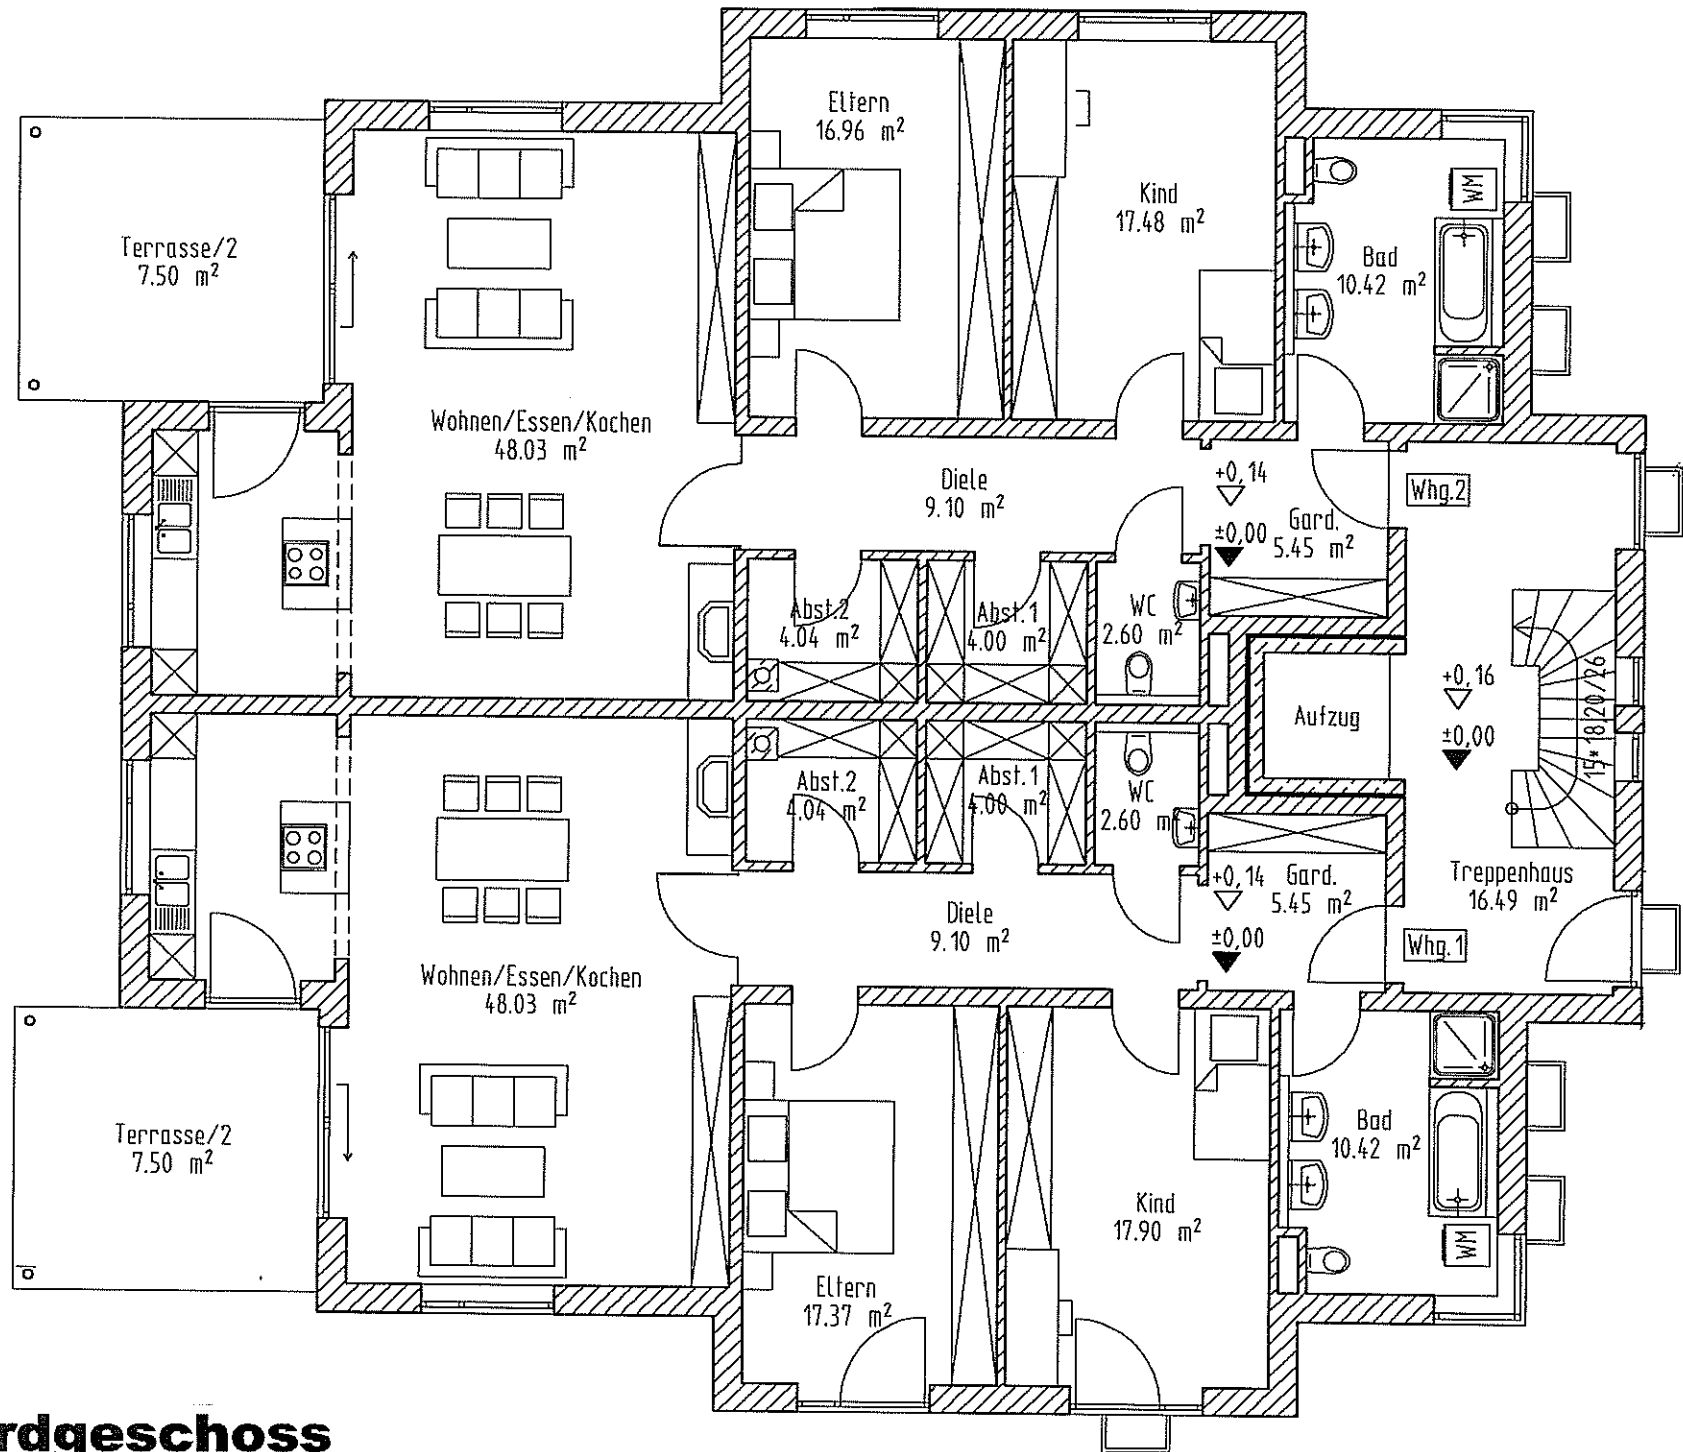 Eltern
16.96 m²
Kind
17.48 m²
WM
Terrasse/2
7.50 m²
Bad
10.42 m²
Wohnen/Essen/Kochen
48.03 m²
Diele
9.10 m²
+0,14
±0,00
Gard.
5.45 m²
Whg.2
Abst.2
4.04 m²
Abst.1
4.00 m²
WC
2.60 m²
Aufzug
+0,16
±0,00
15*18,20/26
Abst.2
4.04 m²
Abst.1
4.00 m²
WC
2.60 m²
+0,14
±0,00
Gard.
5.45 m²
Treppenhaus
16.49 m²
Whg.1
Diele
9.10 m²
Wohnen/Essen/Kochen
48.03 m²
Terrasse/2
7.50 m²
Bad
10.42 m²
Kind
17.90 m²
WM
Eltern
17.37 m²
rdgeschoss